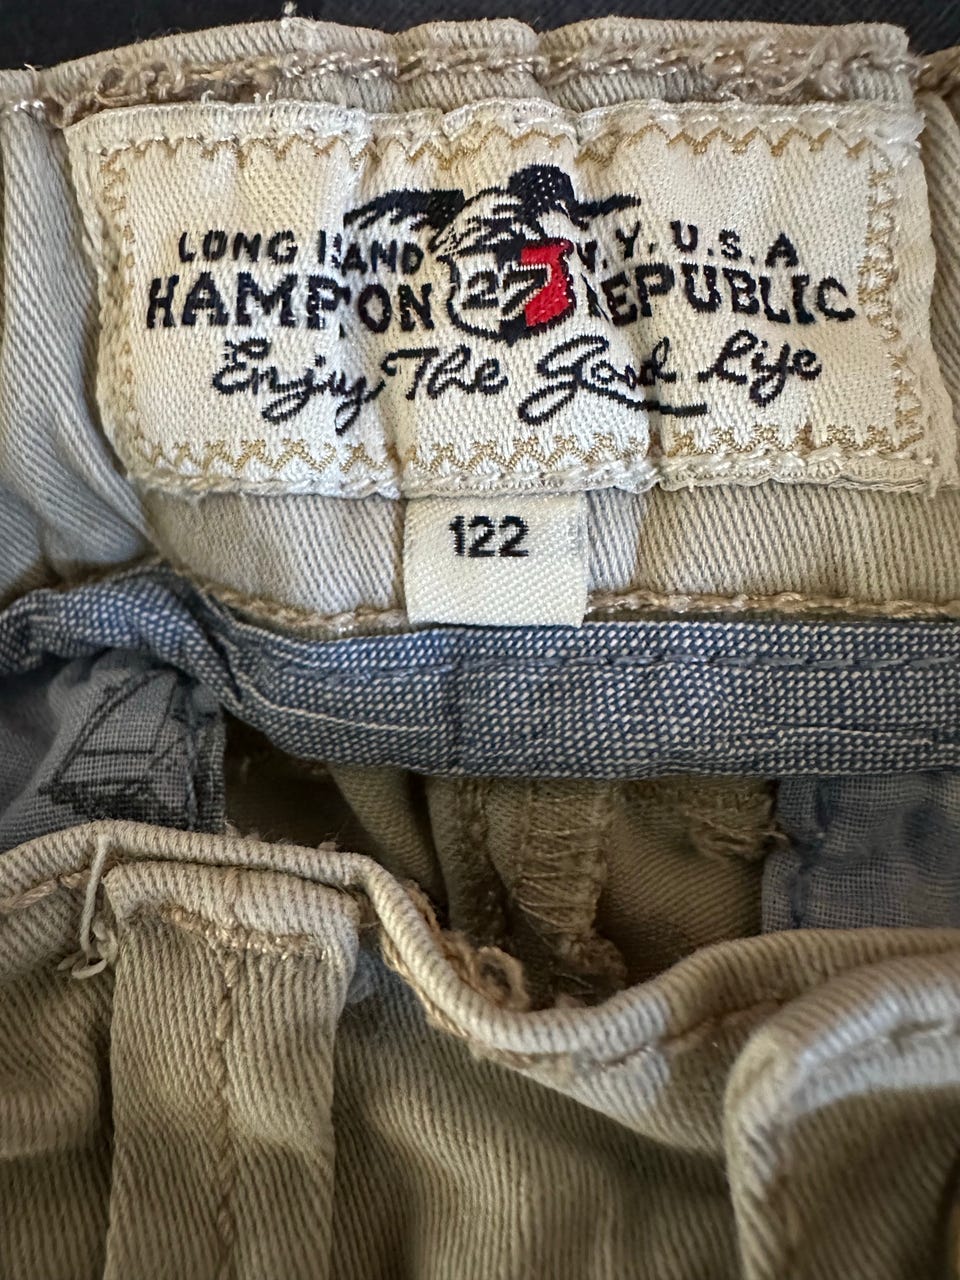 LONG ISLAND N.Y. U.S.A
HAMPTON 27 REPUBLIC
Enjoy The Good Life
122